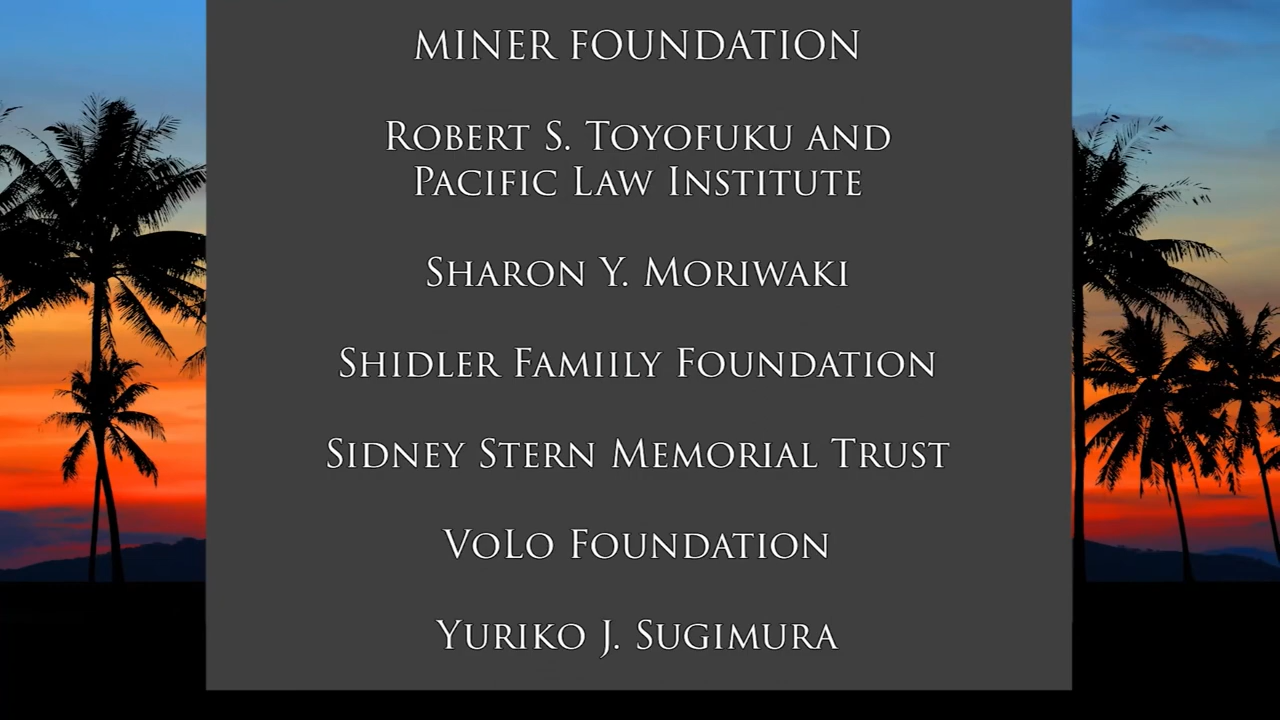 MINER FOUNDATION
ROBERT S. TOYOFUKU AND
PACIFIC LAW INSTITUTE
SHARON Y. MORIWAKI
SHIDLER FAMIILY FOUNDATION
SIDNEY STERN MEMORIAL TRUST
VOLO FOUNDATION
YURIKO J. SUGIMURA